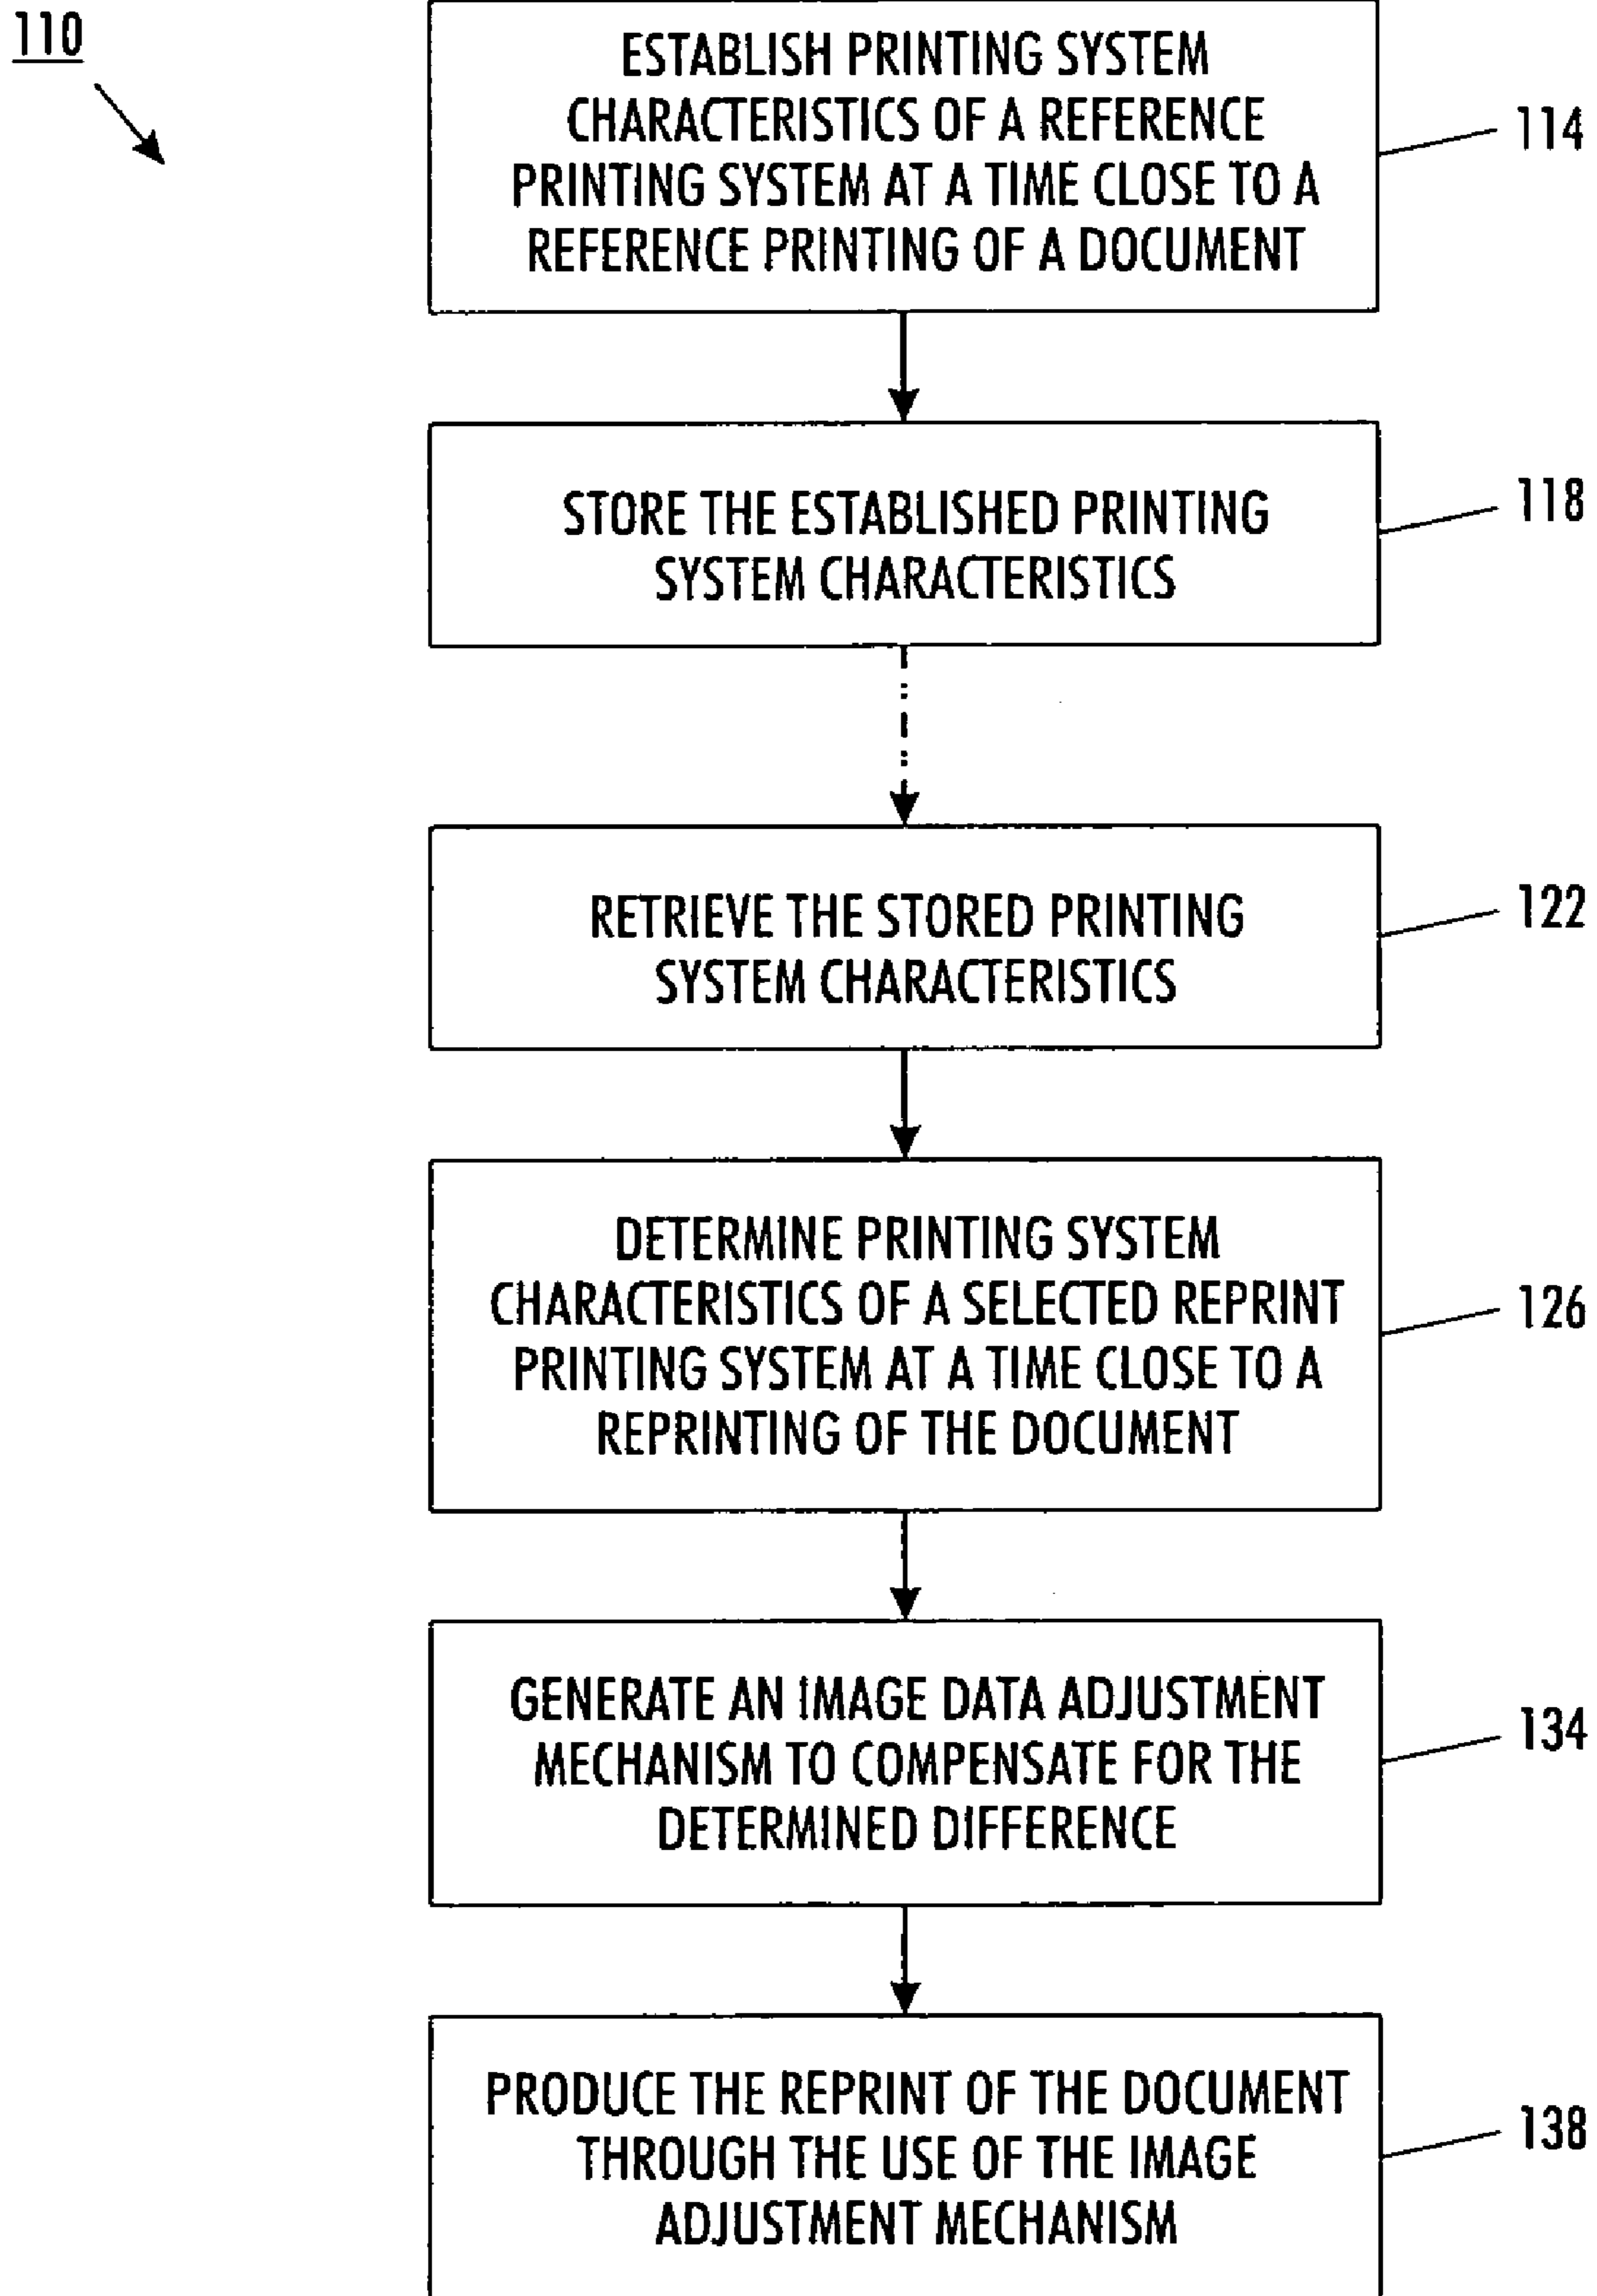 110
ESTABLISH PRINTING SYSTEM
CHARACTERISTICS OF A REFERENCE
PRINTING SYSTEM AT A TIME CLOSE TO A
REFERENCE PRINTING OF A DOCUMENT
114
STORE THE ESTABLISHED PRINTING
SYSTEM CHARACTERISTICS
118
RETRIEVE THE STORED PRINTING
SYSTEM CHARACTERISTICS
122
DETERMINE PRINTING SYSTEM
CHARACTERISTICS OF A SELECTED REPRINT
PRINTING SYSTEM AT A TIME CLOSE TO A
REPRINTING OF THE DOCUMENT
126
GENERATE AN IMAGE DATA ADJUSTMENT
MECHANISM TO COMPENSATE FOR THE
DETERMINED DIFFERENCE
134
PRODUCE THE REPRINT OF THE DOCUMENT
THROUGH THE USE OF THE IMAGE
ADJUSTMENT MECHANISM
138